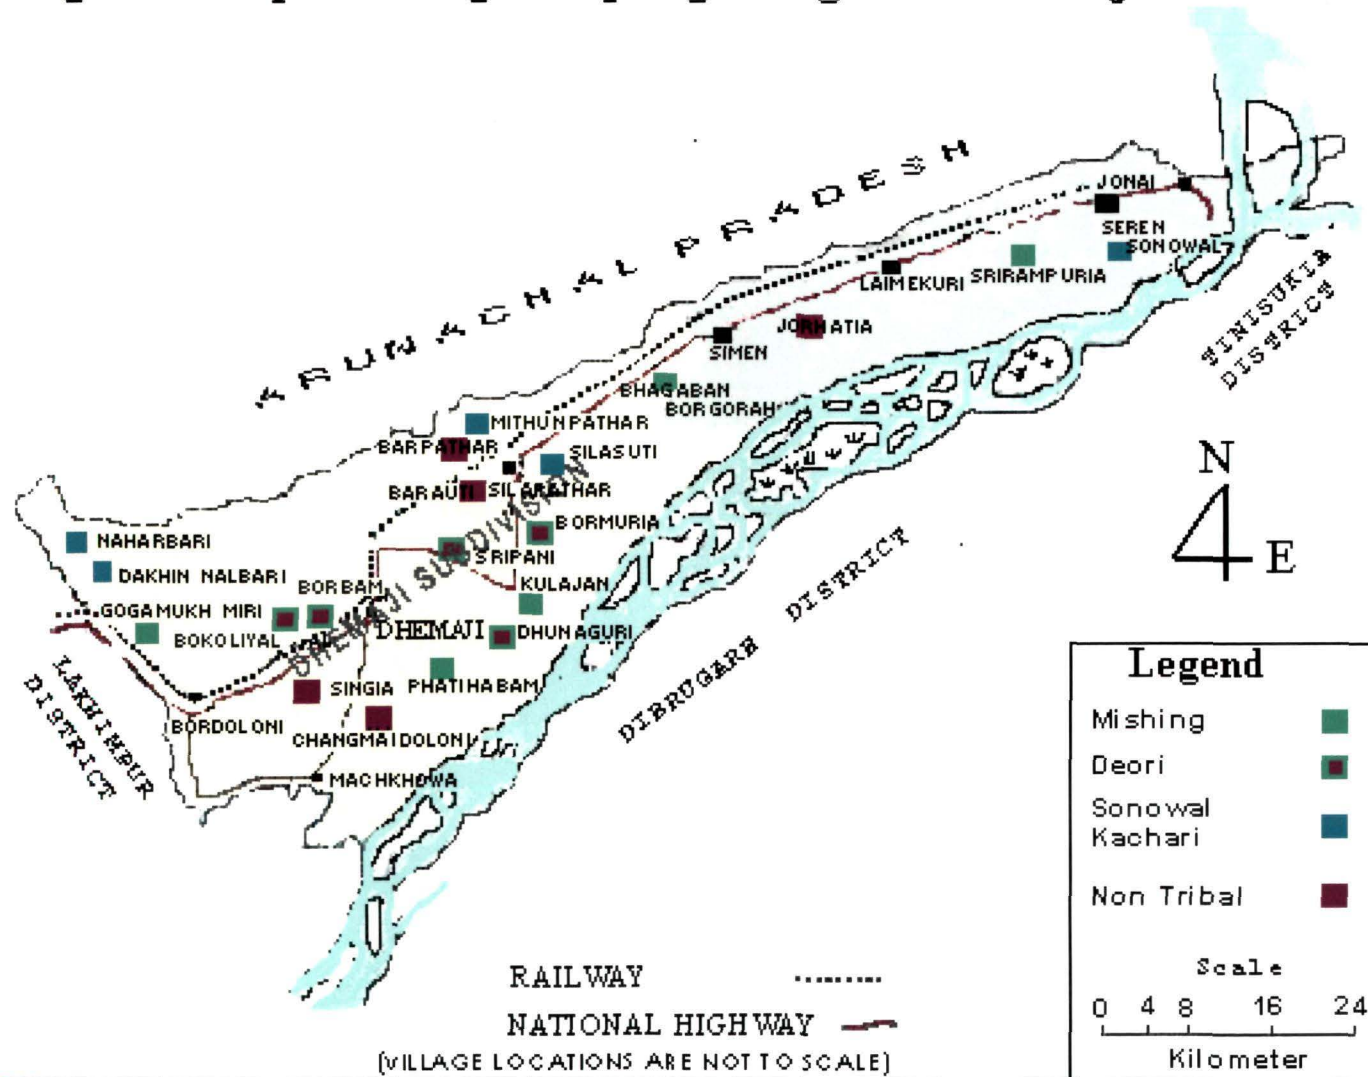 ARUNACHAL PRADESH
JONAI
SEREN
SONOWAL
SRIRAMPURIA
LAIMEKURI
JORHATIA
SIMEN
TINISUKIA
DISTRICT
BHAGABAN
BORGORAH
MITHUNPATHAR
BARPATHAR
SILASUTI
BARAUTI
SILAPATHAR
DHEMAJI SUBDIVISION
BORMURIA
NAHARBARI
SRIPANI
DAKHIN NALBARI
KULAJAN
BORBAM
GOGAMUKH MIRI
BOKOLIYAL
DHEMAJI
DHUNAGURI
DIBRUGARH DISTRICT
SINGIA
PHATIHABAM
LAKHIMPUR
DISTRICT
BORDOLONI
CHANGMAIDOLONI
MACHKHOWA
N
E
Legend
Mishing
Deori
Sonowal
Kachari
Non Tribal
Scale
0 4 8 16 24
Kilometer
RAILWAY
NATIONAL HIGHWAY
(VILLAGE LOCATIONS ARE NOT TO SCALE)